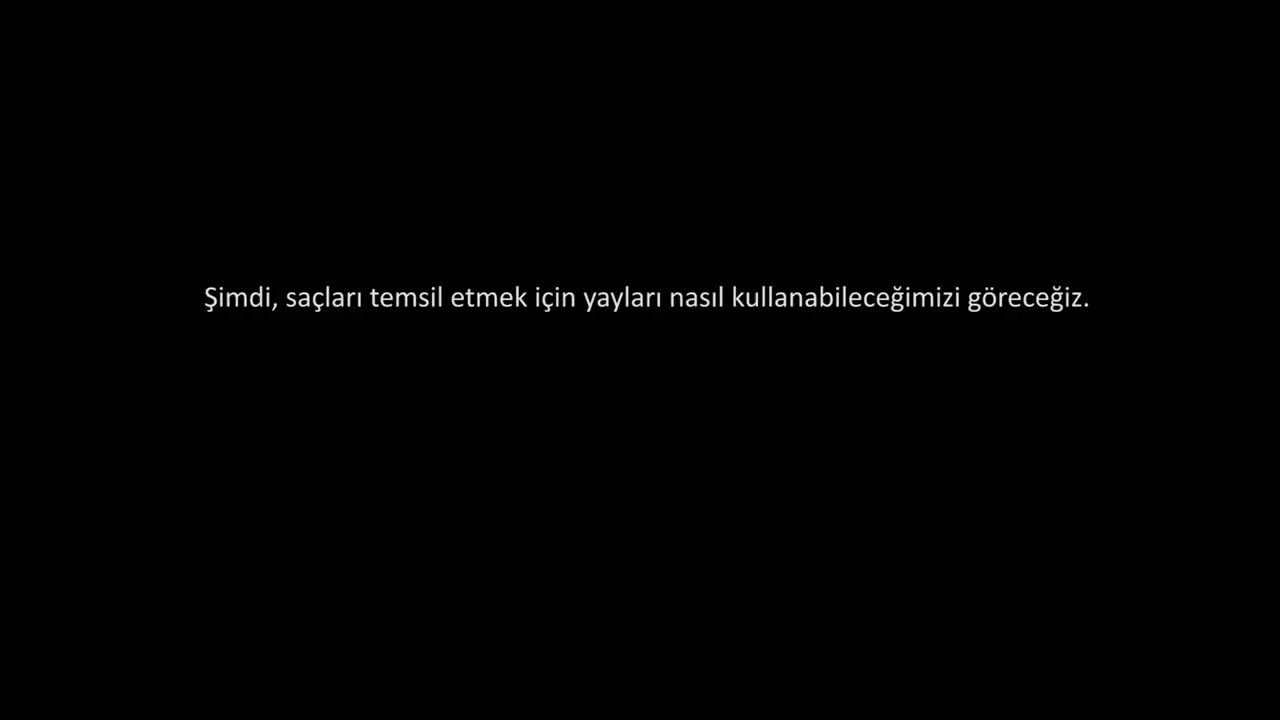 Şimdi, saçları temsil etmek için yayları nasıl kullanabileceğimizi göreceğiz.